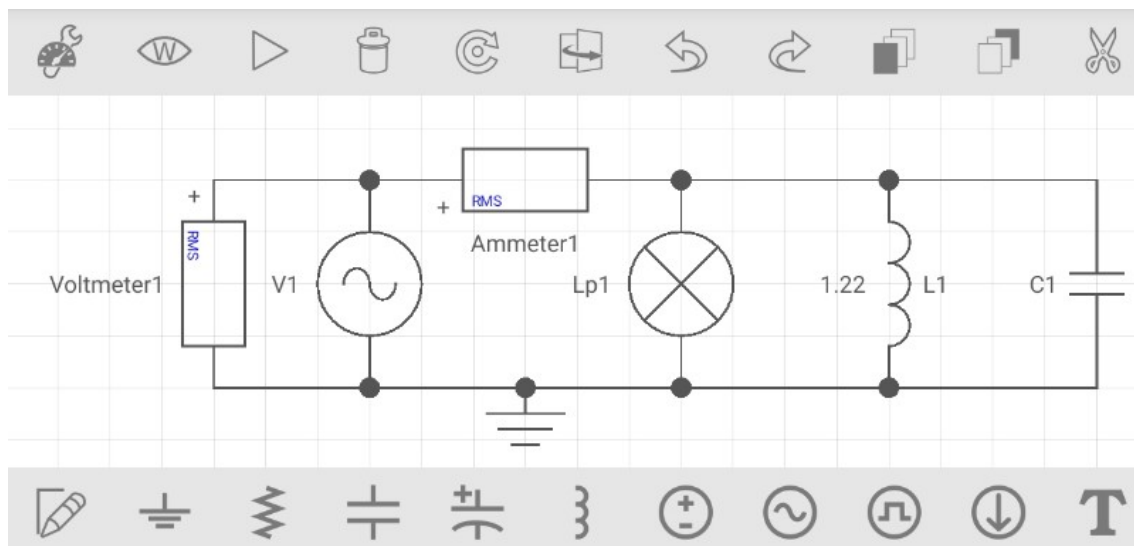 W
+
RMS
+
RMS
Ammeter1
Voltmeter1
V1
Lp1
1.22
L1
C1
T